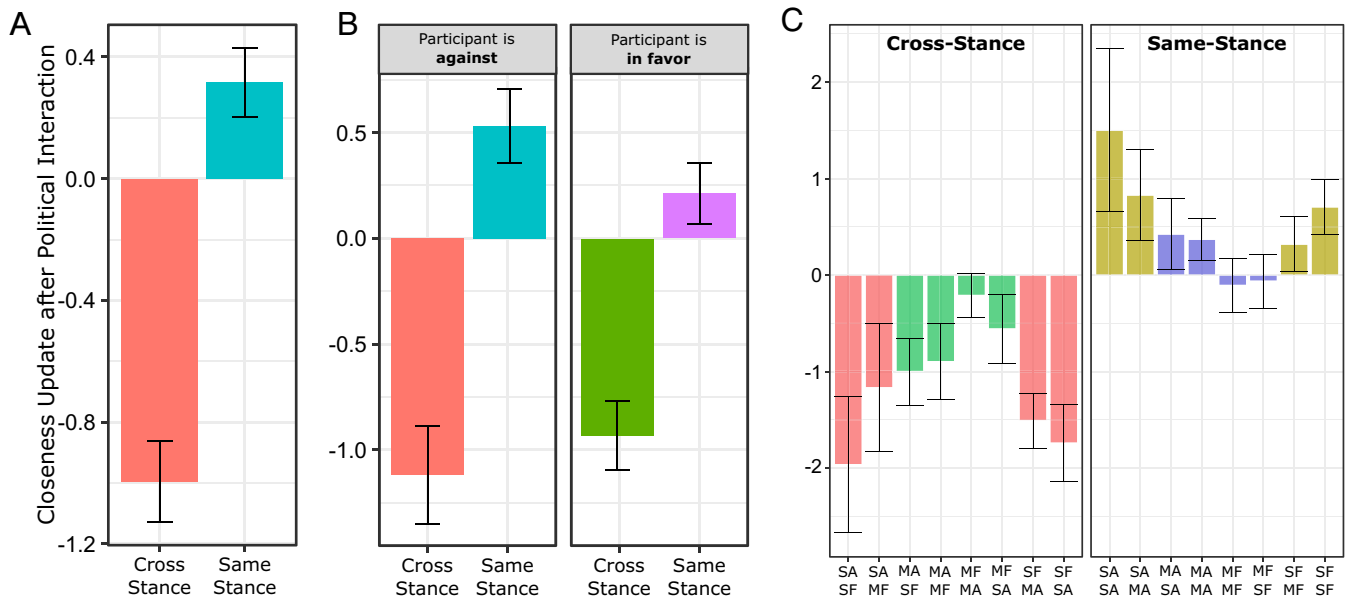 A
Closeness Update after Political Interaction
0.4
0.0
-0.4
-0.8
-1.2
Cross
Stance
Same
Stance
B
Participant is
against
Participant is
in favor
0.5
0.0
-0.5
-1.0
Cross
Stance
Same
Stance
Cross
Stance
Same
Stance
C
Cross-Stance
Same-Stance
2
1
0
-1
-2
SA SA MA MA MF MF SF SF
SF MF SF MF MA SA MA SA
SA SA MA MA MF MF SF SF
SA MA SA MA MF SF MF SF